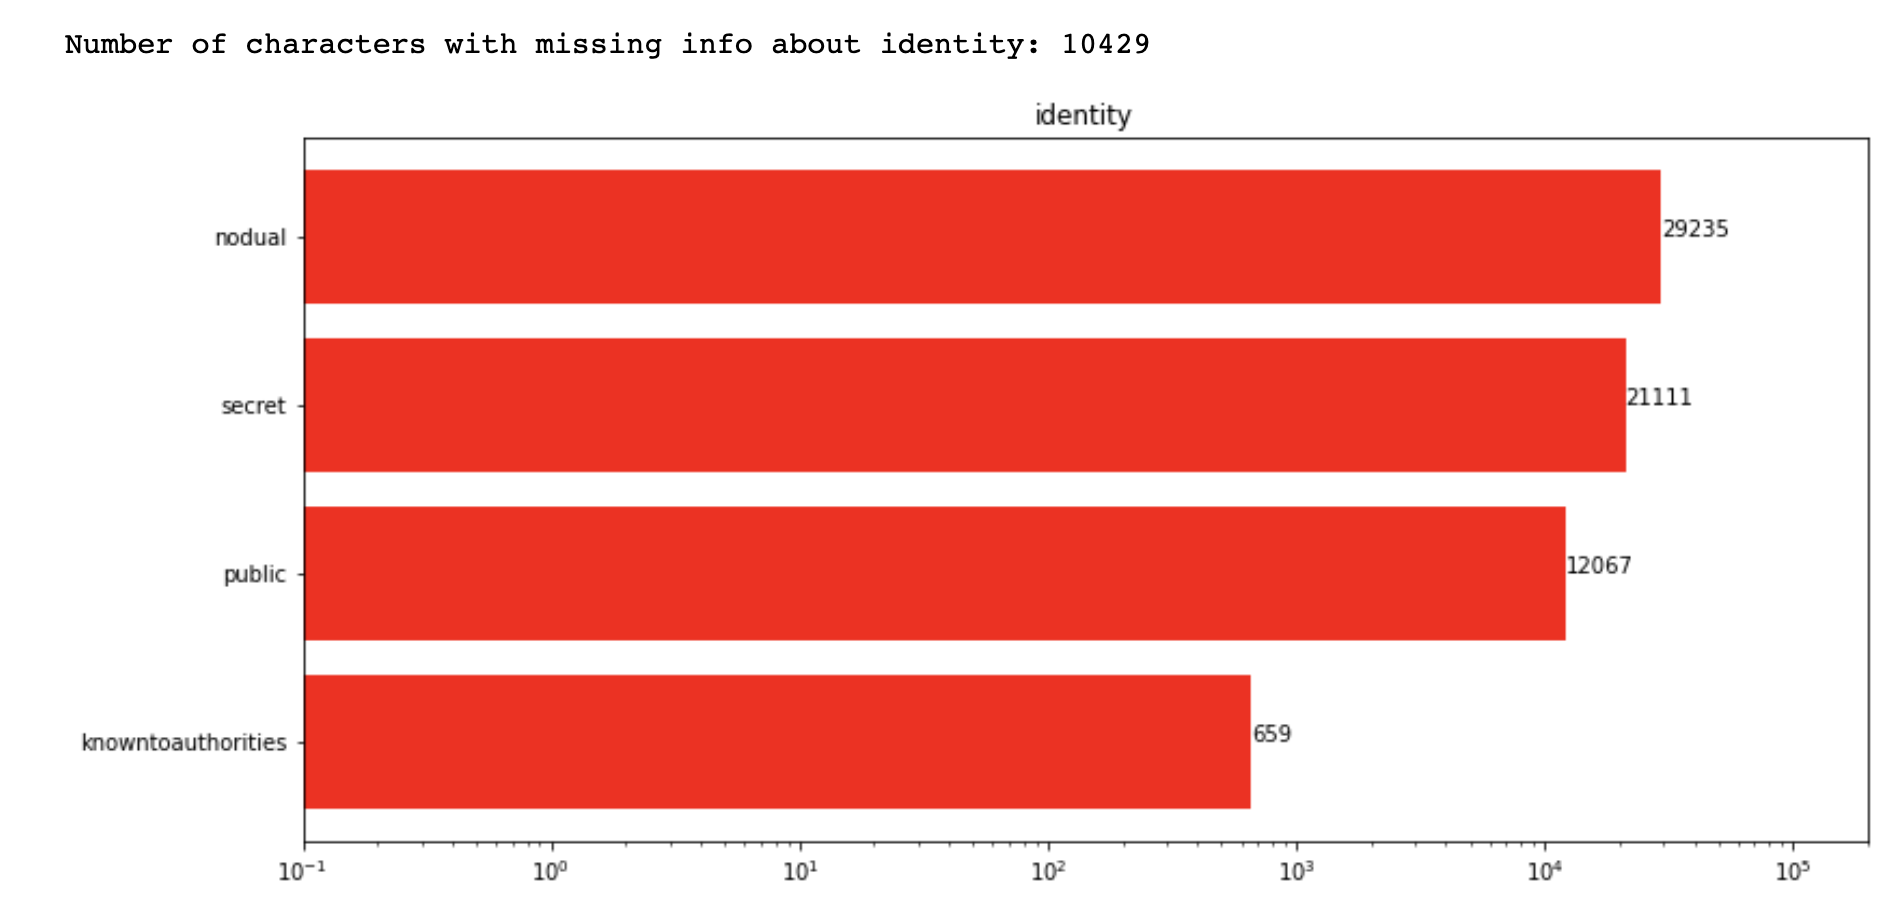 Number of characters with missing info about identity: 10429
identity
nodual
29235
secret
21111
public
12067
knowntoauthorities
659
10⁻¹ 10⁰ 10¹ 10² 10³ 10⁴ 10⁵